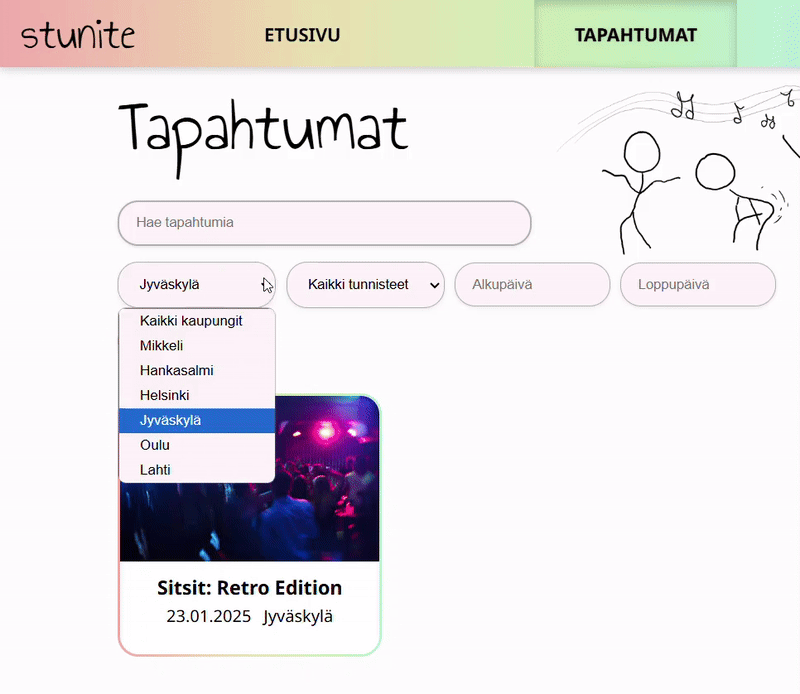 stunite ETUSIVU TAPAHTUMAT
Tapahtumat
Hae tapahtumia
Jyväskylä Kaikki tunnisteet Alkupäivä Loppupäivä
Kaikki kaupungit
Mikkeli
Hankasalmi
Helsinki
Jyväskylä
Oulu
Lahti
Sitsit: Retro Edition
23.01.2025 Jyväskylä